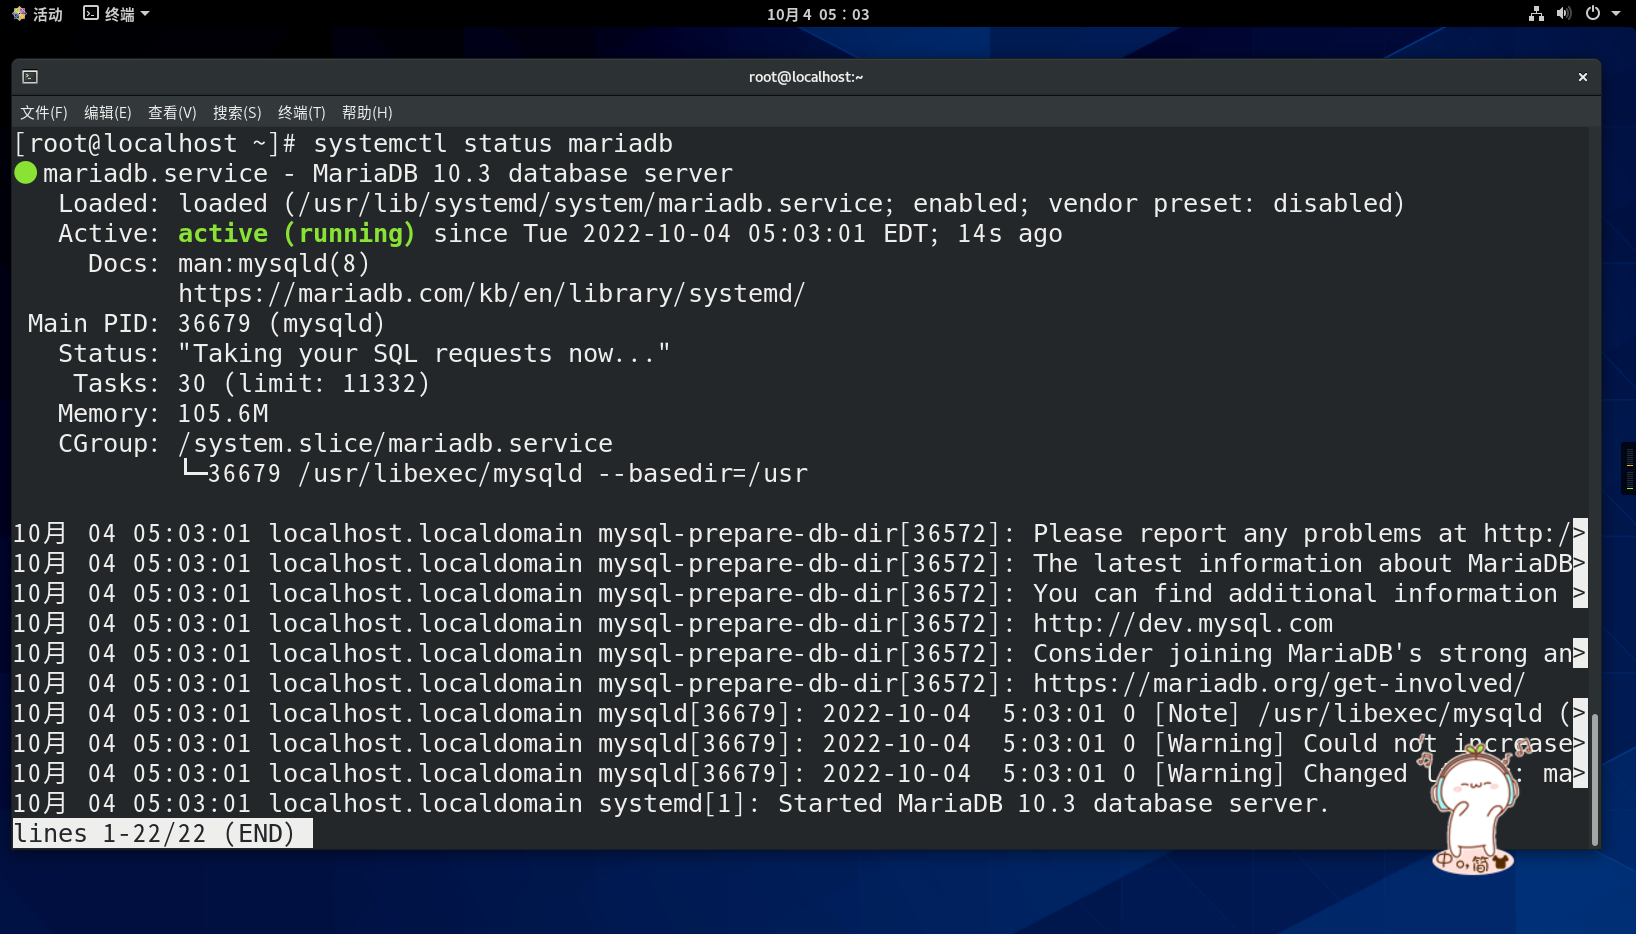 活动 终端 10月 4 05：03
root@localhost:~
文件(F) 编辑(E) 查看(V) 搜索(S) 终端(T) 帮助(H)
[root@localhost ~]# systemctl status mariadb
mariadb.service - MariaDB 10.3 database server
Loaded: loaded (/usr/lib/systemd/system/mariadb.service; enabled; vendor preset: disabled)
Active: active (running) since Tue 2022-10-04 05:03:01 EDT; 14s ago
Docs: man:mysqld(8)
https://mariadb.com/kb/en/library/systemd/
Main PID: 36679 (mysqld)
Status: "Taking your SQL requests now..."
Tasks: 30 (limit: 11332)
Memory: 105.6M
CGroup: /system.slice/mariadb.service
└─36679 /usr/libexec/mysqld --basedir=/usr
10月 04 05:03:01 localhost.localdomain mysql-prepare-db-dir[36572]: Please report any problems at http:/>
10月 04 05:03:01 localhost.localdomain mysql-prepare-db-dir[36572]: The latest information about MariaDB>
10月 04 05:03:01 localhost.localdomain mysql-prepare-db-dir[36572]: You can find additional information >
10月 04 05:03:01 localhost.localdomain mysql-prepare-db-dir[36572]: http://dev.mysql.com
10月 04 05:03:01 localhost.localdomain mysql-prepare-db-dir[36572]: Consider joining MariaDB's strong an>
10月 04 05:03:01 localhost.localdomain mysql-prepare-db-dir[36572]: https://mariadb.org/get-involved/
10月 04 05:03:01 localhost.localdomain mysqld[36679]: 2022-10-04  5:03:01 0 [Note] /usr/libexec/mysqld (>
10月 04 05:03:01 localhost.localdomain mysqld[36679]: 2022-10-04  5:03:01 0 [Warning] Could not increase>
10月 04 05:03:01 localhost.localdomain mysqld[36679]: 2022-10-04  5:03:01 0 [Warning] Changed : ma>
10月 04 05:03:01 localhost.localdomain systemd[1]: Started MariaDB 10.3 database server.
lines 1-22/22 (END)
中 简